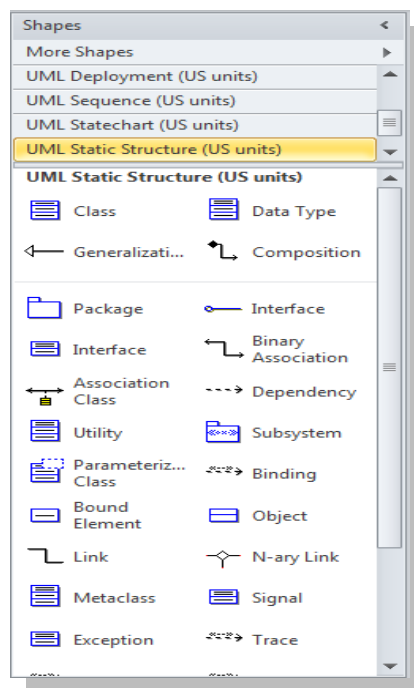 Shapes
More Shapes
UML Deployment (US units)
UML Sequence (US units)
UML Statechart (US units)
UML Static Structure (US units)
UML Static Structure (US units)
Class
Data Type
Generalizati...
Composition
Package
Interface
Interface
Binary
Association
Association
Class
Dependency
Utility
Subsystem
Parameteriz...
Class
Binding
Bound
Element
Object
Link
N-ary Link
Metaclass
Signal
Exception
Trace